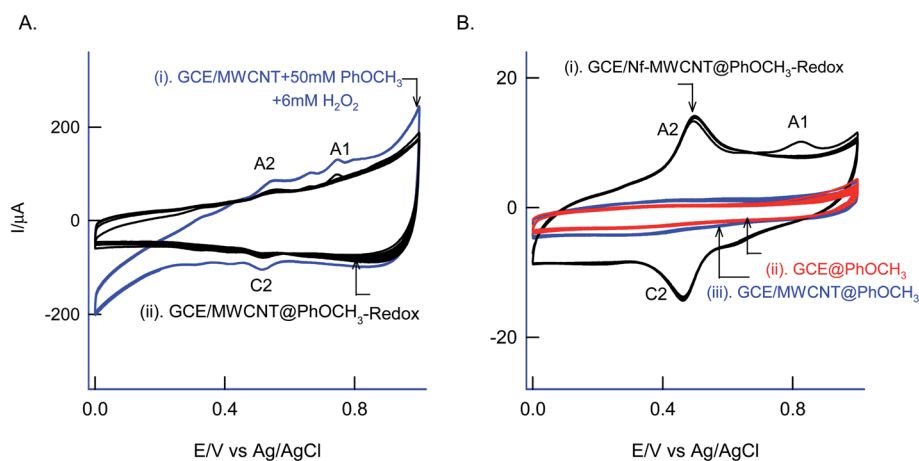 A.
(i). GCE/MWCNT+50mM PhOCH₃
+6mM H₂O₂
200
A1
A2
I/µA
0
C2
(ii). GCE/MWCNT@PhOCH₃-Redox
-200
0.0
0.4
0.8
E/V vs Ag/AgCl
B.
20
(i). GCE/Nf-MWCNT@PhOCH₃-Redox
A2
A1
10
0
(ii). GCE@PhOCH₃
C2
(iii). GCE/MWCNT@PhOCH₃
-20
0.0
0.4
0.8
E/V vs Ag/AgCl